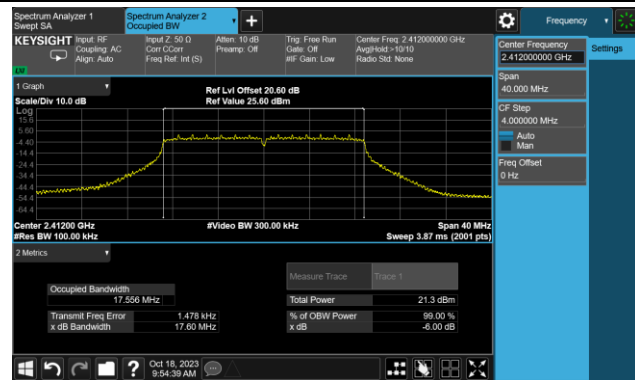 Spectrum Analyzer 1
Swept SA
Spectrum Analyzer 2
Occupied BW
+
Frequency
KEYSIGHT
Input: RF
Coupling: AC
Align: Auto
Input Z: 50 Ω
Corr CCorr
Freq Ref: Int (S)
Atten: 10 dB
Preamp: Off
Trig: Free Run
Gate: Off
#IF Gain: Low
Center Freq: 2.412000000 GHz
Avg|Hold:>10/10
Radio Std: None
Center Frequency
2.412000000 GHz
Settings
Span
40.000 MHz
CF Step
4.000000 MHz
Auto
Man
Freq Offset
0 Hz
1 Graph
Scale/Div 10.0 dB
Ref Lvl Offset 20.60 dB
Ref Value 25.60 dBm
Log
15.6
5.60
-4.40
-14.4
-24.4
-34.4
-44.4
-54.4
-64.4
Center 2.41200 GHz
#Res BW 100.00 kHz
#Video BW 300.00 kHz
Span 40 MHz
Sweep 3.87 ms (2001 pts)
2 Metrics
Measure Trace
Trace 1
Occupied Bandwidth
17.556 MHz
Total Power
21.3 dBm
Transmit Freq Error
1.478 kHz
% of OBW Power
99.00 %
x dB Bandwidth
17.60 MHz
x dB
-6.00 dB
?
Oct 18, 2023
9:54:39 AM